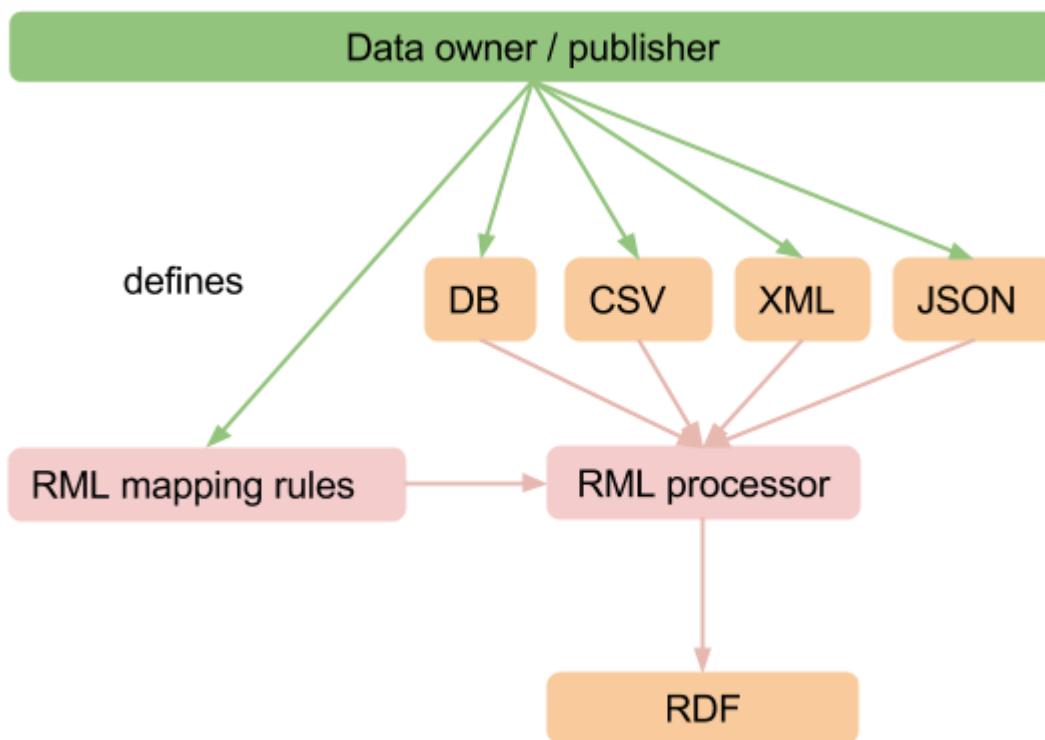 Data owner / publisher
defines
DB
CSV
XML
JSON
RML mapping rules
RML processor
RDF